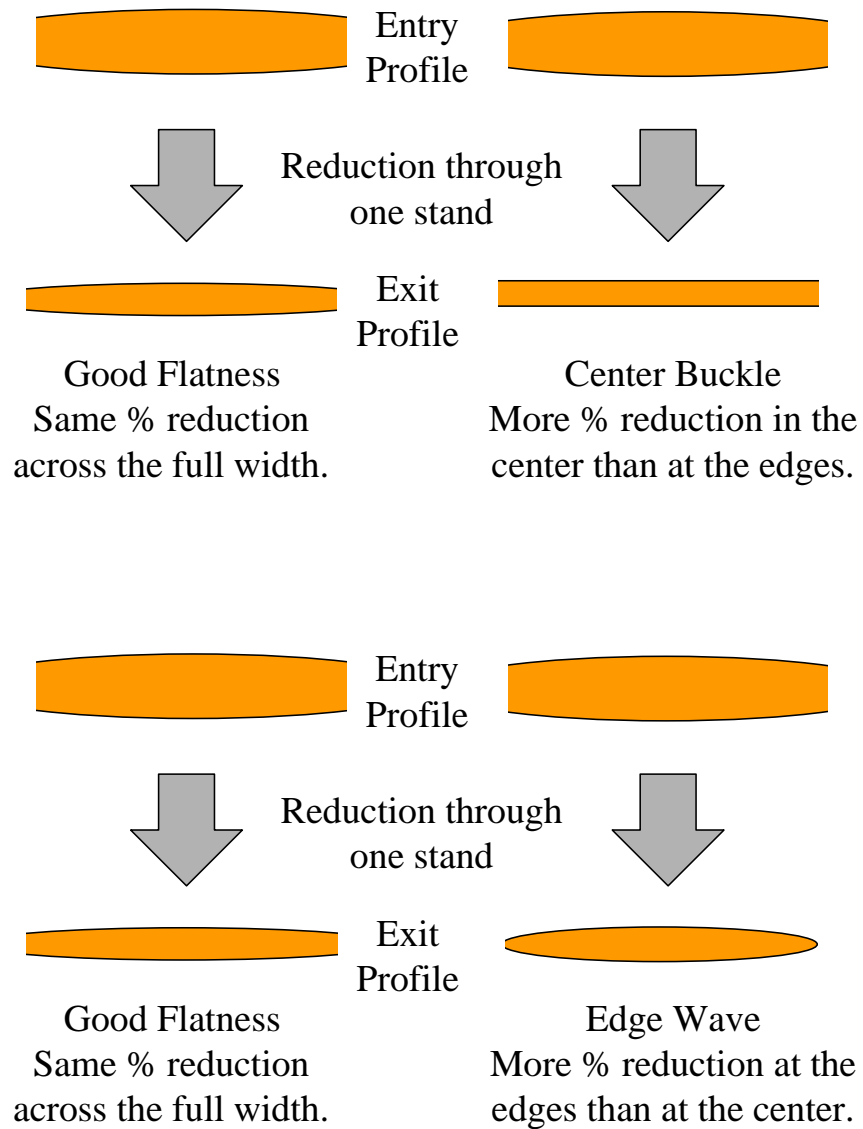 Entry
Profile
Reduction through
one stand
Exit
Profile
Good Flatness
Same % reduction
across the full width.
Center Buckle
More % reduction in the
center than at the edges.
Entry
Profile
Reduction through
one stand
Exit
Profile
Good Flatness
Same % reduction
across the full width.
Edge Wave
More % reduction at the
edges than at the center.